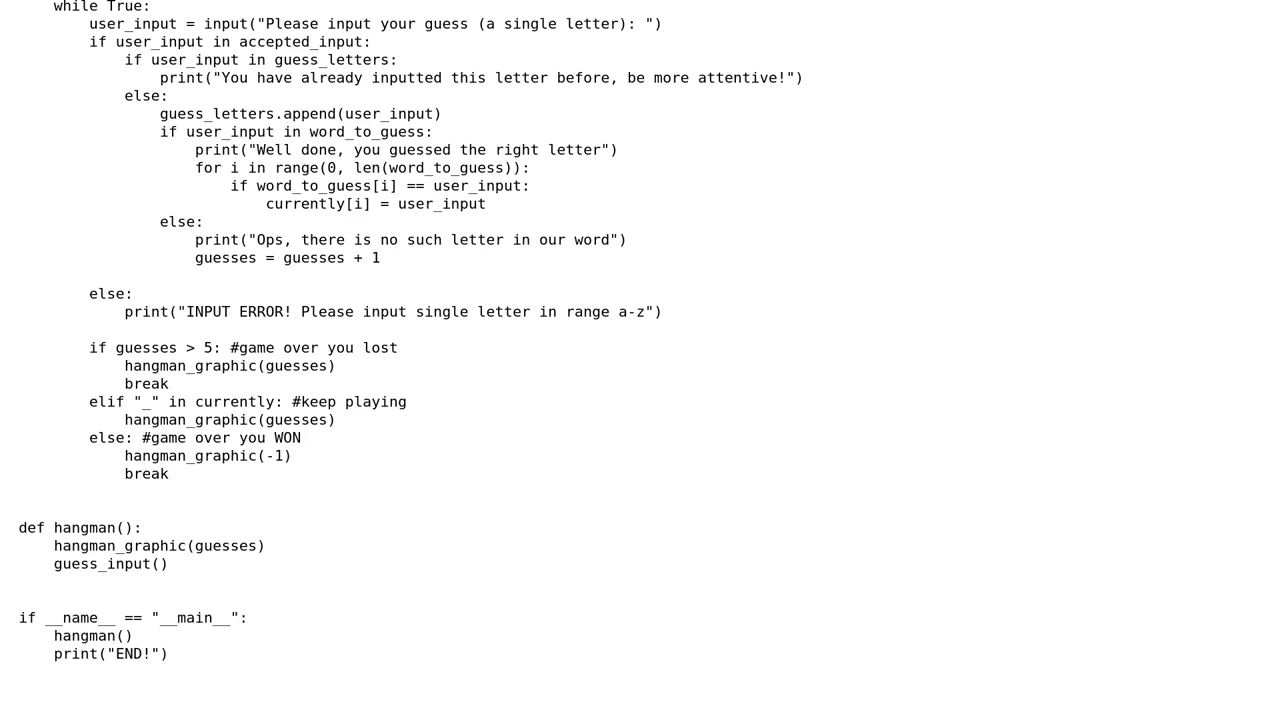 while True:
user_input = input("Please input your guess (a single letter): ")
if user_input in accepted_input:
if user_input in guess_letters:
print("You have already inputted this letter before, be more attentive!")
else:
guess_letters.append(user_input)
if user_input in word_to_guess:
print("Well done, you guessed the right letter")
for i in range(0, len(word_to_guess)):
if word_to_guess[i] == user_input:
currently[i] = user_input
else:
print("Ops, there is no such letter in our word")
guesses = guesses + 1
else:
print("INPUT ERROR! Please input single letter in range a-z")
if guesses > 5: #game over you lost
hangman_graphic(guesses)
break
elif "_" in currently: #keep playing
hangman_graphic(guesses)
else: #game over you WON
hangman_graphic(-1)
break
def hangman():
hangman_graphic(guesses)
guess_input()
if __name__ == "__main__":
hangman()
print("END!")